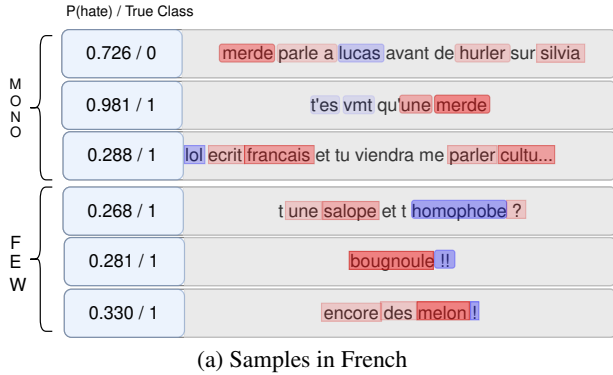 P(hate) / True Class
MONO
0.726 / 0 merde parle a lucas avant de hurler sur silvia
0.981 / 1 t'es vmt qu'une merde
0.288 / 1 lol ecrit francais et tu viendra me parler cultu...
FEW
0.268 / 1 t une salope et t homophobe ?
0.281 / 1 bougnoule !!
0.330 / 1 encore des melon !
(a) Samples in French